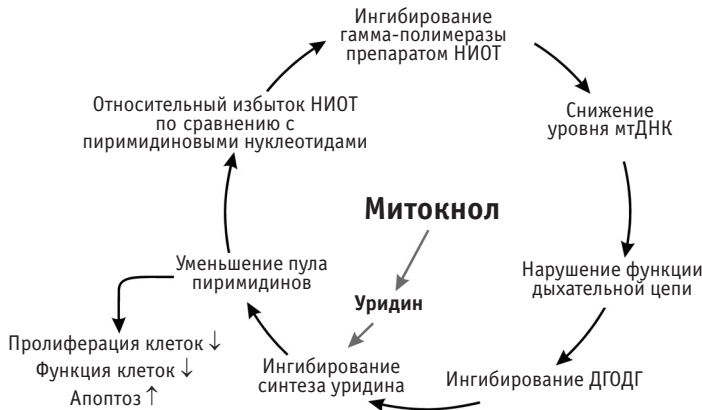 Ингибирование
гамма-полимеразы
препаратом НИОТ
Снижение
уровня мтДНК
Нарушение функции
дыхательной цепи
Ингибирование ДГОДГ
Ингибирование
синтеза уридина
Уменьшение пула
пиримидинов
Относительный избыток НИОТ
по сравнению с
пиримидиновыми нуклеотидами
Митокнол
Уридин
Пролиферация клеток ↓
Функция клеток ↓
Апоптоз ↑